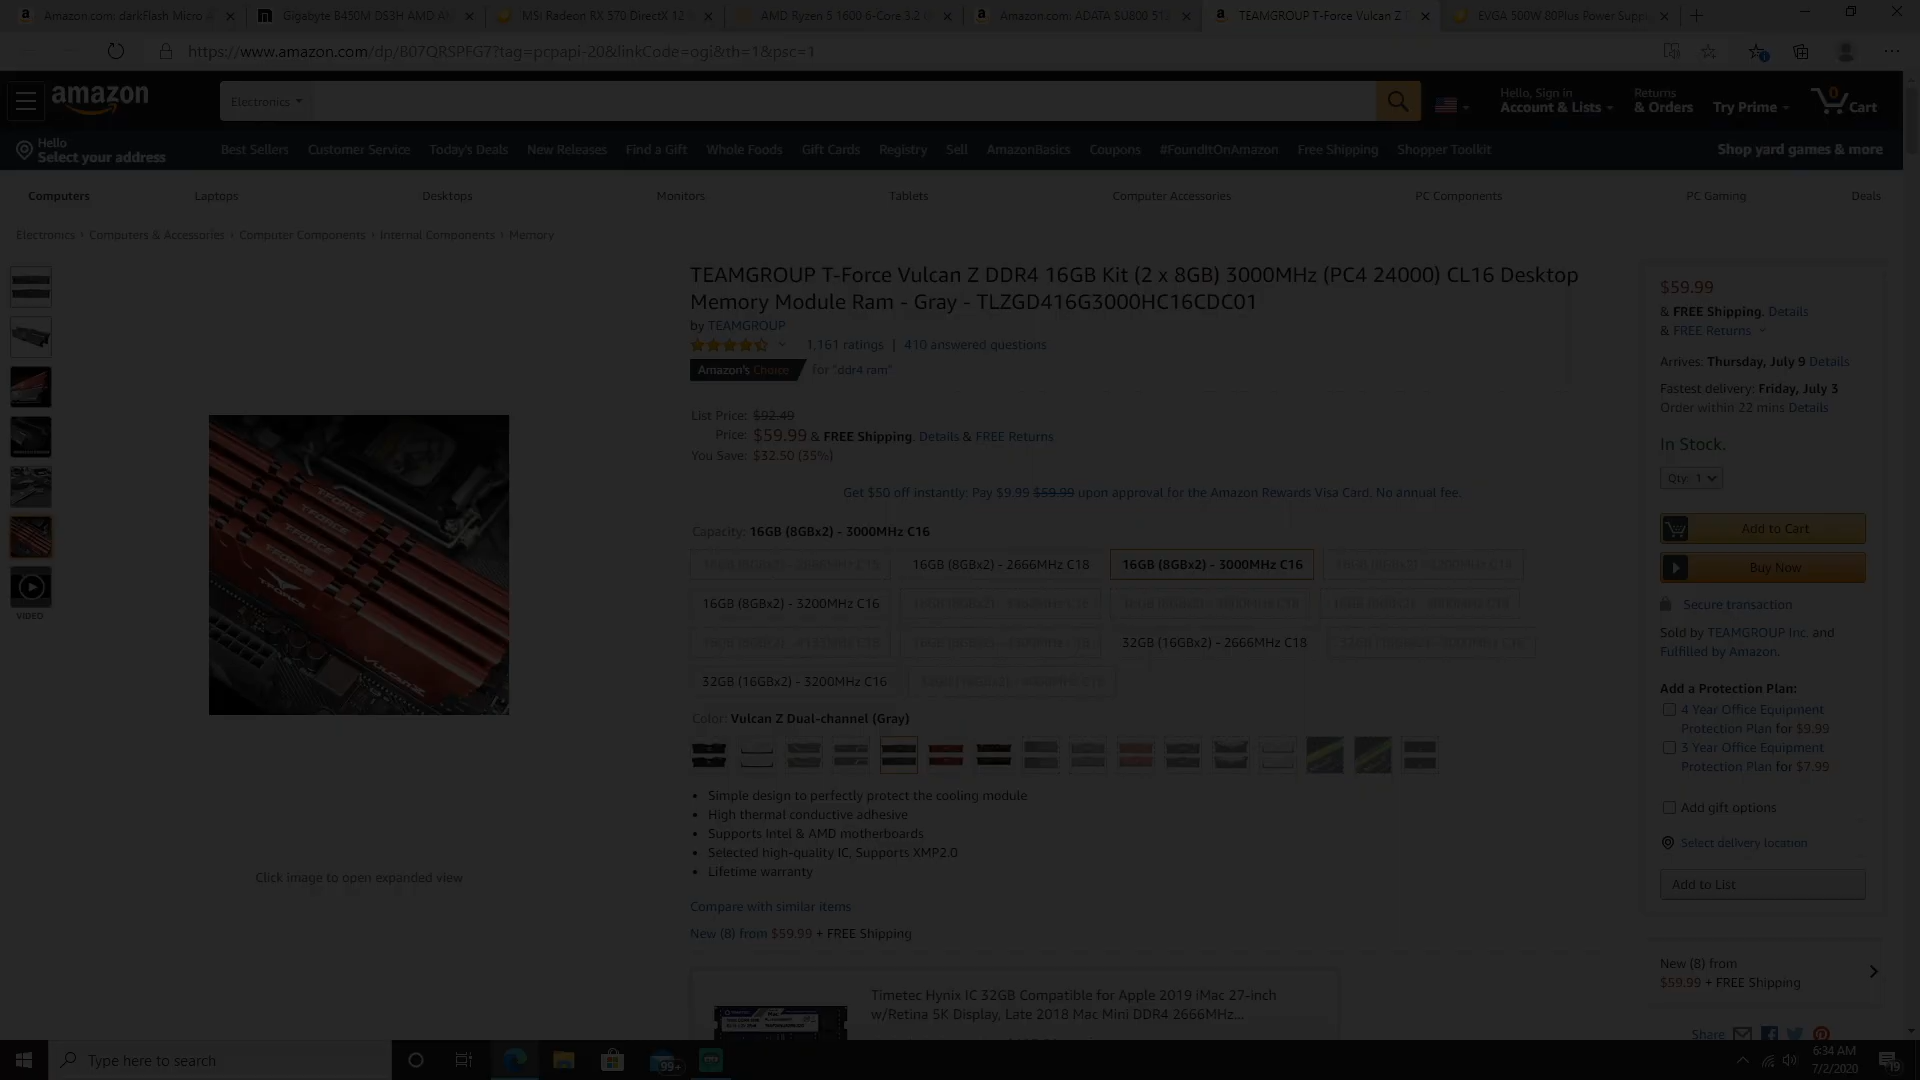 Amazon.com: darkFlash Micro A
Gigabyte B450M DS3H AMD AM
MSI Radeon RX 570 DirectX 12
AMD Ryzen 5 1600 6-Core 3.2
Amazon.com: ADATA SU800 512
TEAMGROUP T-Force Vulcan Z
EVGA 500W 80Plus Power Supp
https://www.amazon.com/dp/B07QRSPFG7?tag=pcpapi-20&linkCode=ogi&th=1&psc=1
amazon
Electronics
Hello, Sign in
Account & Lists
Returns
& Orders
Try Prime
0
Cart
Hello
Select your address
Best Sellers Customer Service Today's Deals New Releases Find a Gift Whole Foods Gift Cards Registry Sell AmazonBasics Coupons #FoundItOnAmazon Free Shipping Shopper Toolkit
Shop yard games & more
Computers Laptops Desktops Monitors Tablets Computer Accessories PC Components PC Gaming Deals
Electronics › Computers & Accessories › Computer Components › Internal Components › Memory
VIDEO
TFORCE
TFORCE
TFORCE
TFORCE
VULCAN Z
Click image to open expanded view
TEAMGROUP T-Force Vulcan Z DDR4 16GB Kit (2 x 8GB) 3000MHz (PC4 24000) CL16 Desktop
Memory Module Ram - Gray - TLZGD416G3000HC16CDC01
by TEAMGROUP
1,161 ratings | 410 answered questions
Amazon's Choice for "ddr4 ram"
List Price: $92.49
Price: $59.99 & FREE Shipping. Details & FREE Returns
You Save: $32.50 (35%)
Get $50 off instantly: Pay $9.99 $59.99 upon approval for the Amazon Rewards Visa Card. No annual fee.
Capacity: 16GB (8GBx2) - 3000MHz C16
16GB (8GBx2) - 2666MHz C18
16GB (8GBx2) - 3000MHz C16
16GB (8GBx2) - 3200MHz C16
32GB (16GBx2) - 2666MHz C18
32GB (16GBx2) - 3200MHz C16
Color: Vulcan Z Dual-channel (Gray)
• Simple design to perfectly protect the cooling module
• High thermal conductive adhesive
• Supports Intel & AMD motherboards
• Selected high-quality IC, Supports XMP2.0
• Lifetime warranty
Compare with similar items
New (8) from $59.99 + FREE Shipping
Timetec Hynix IC 32GB Compatible for Apple 2019 iMac 27-inch
w/Retina 5K Display, Late 2018 Mac Mini DDR4 2666MHz...
$59.99
& FREE Shipping. Details
& FREE Returns
Arrives: Thursday, July 9 Details
Fastest delivery: Friday, July 3
Order within 22 mins Details
In Stock.
Qty: 1
Add to Cart
Buy Now
Secure transaction
Sold by TEAMGROUP Inc. and
Fulfilled by Amazon.
Add a Protection Plan:
4 Year Office Equipment
Protection Plan for $9.99
3 Year Office Equipment
Protection Plan for $7.99
Add gift options
Select delivery location
Add to List
New (8) from
$59.99 + FREE Shipping
Share
Type here to search
99+
6:34 AM
7/2/2020
19